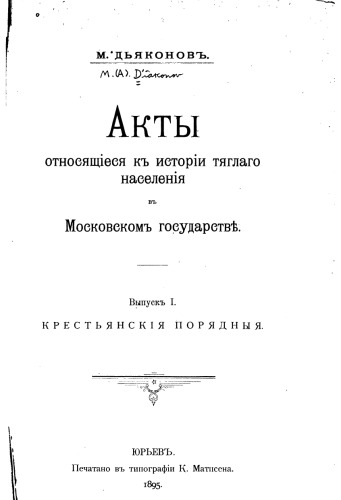 М. ДЬЯКОНОВЪ.
M.(A). D'iakonov
АКТЫ
ОТНОСЯЩІЕСЯ КЪ ИСТОРІИ ТЯГЛАГО
НАСЕЛЕНІЯ
ВЪ
МОСКОВСКОМЪ ГОСУДАРСТВѢ.
Выпускъ I.
КРЕСТЬЯНСКІЯ ПОРЯДНЫЯ.
ЮРЬЕВЪ.
Печатано въ типографіи К. Матисена.
1895.